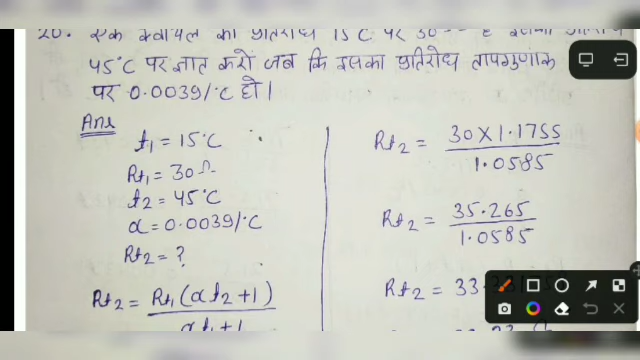 20. एक क्वायल का प्रतिरोध 15°C पर 30
45°C पर ज्ञात करो जब कि इसका प्रतिरोध तापगुणांक
पर 0.0039/°C हो।
Ans
t1 = 15°C
Rt1 = 30Ω
t2 = 45°C
α = 0.0039/°C
Rt2 = ?
Rt2 = Rt1 (αt2+1)
αt1+1
Rt2 = 30×1.1755
1.0585
Rt2 = 35.265
1.0585
Rt2 = 33.